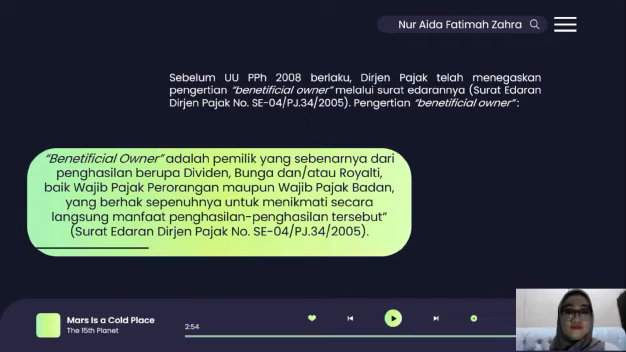 Nur Aida Fatimah Zahra
Sebelum UU PPh 2008 berlaku, Dirjen Pajak telah menegaskan
pengertian "benetificial owner" melalui surat edarannya (Surat Edaran
Dirjen Pajak No. SE-04/PJ.34/2005). Pengertian "benetificial owner" :
"Benetificial Owner" adalah pemilik yang sebenarnya dari
penghasilan berupa Dividen, Bunga dan/atau Royalti,
baik Wajib Pajak Perorangan maupun Wajib Pajak Badan,
yang berhak sepenuhnya untuk menikmati secara
langsung manfaat penghasilan-penghasilan tersebut"
(Surat Edaran Dirjen Pajak No. SE-04/PJ.34/2005).
Mars Is a Cold Place
The 15th Planet
2:54